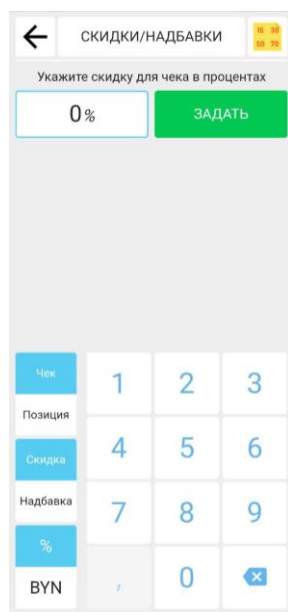 СКИДКИ/НАДБАВКИ
15 30
50 70
Укажите скидку для чека в процентах
0 %
ЗАДАТЬ
Чек
Позиция
Скидка
Надбавка
%
BYN
1 2 3
4 5 6
7 8 9
, 0